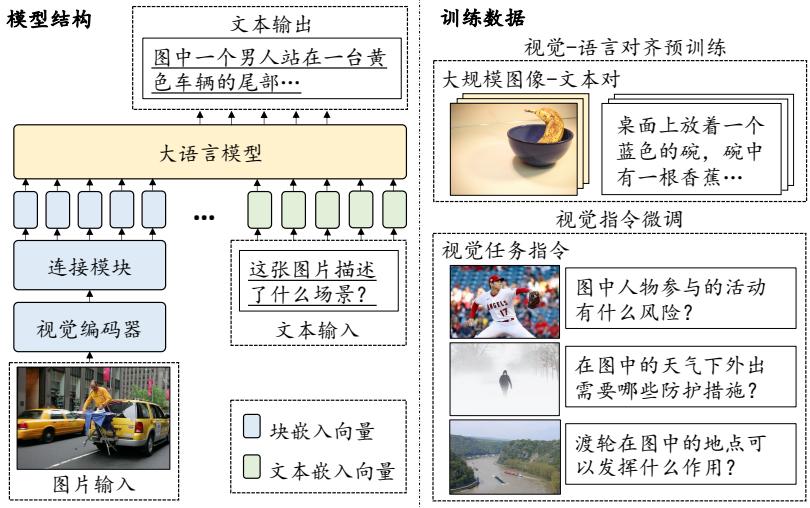 模型结构
文本输出
图中一个男人站在一台黄
色车辆的尾部…
大语言模型
…
连接模块
视觉编码器
这张图片描述
了什么场景？
文本输入
图片输入
块嵌入向量
文本嵌入向量
训练数据
视觉-语言对齐预训练
大规模图像-文本对
桌面上放着一个
蓝色的碗，碗中
有一根香蕉…
视觉指令微调
视觉任务指令
ANGELS
17
图中人物参与的活动
有什么风险？
在图中的天气下外出
需要哪些防护措施？
渡轮在图中的地点可
以发挥什么作用？